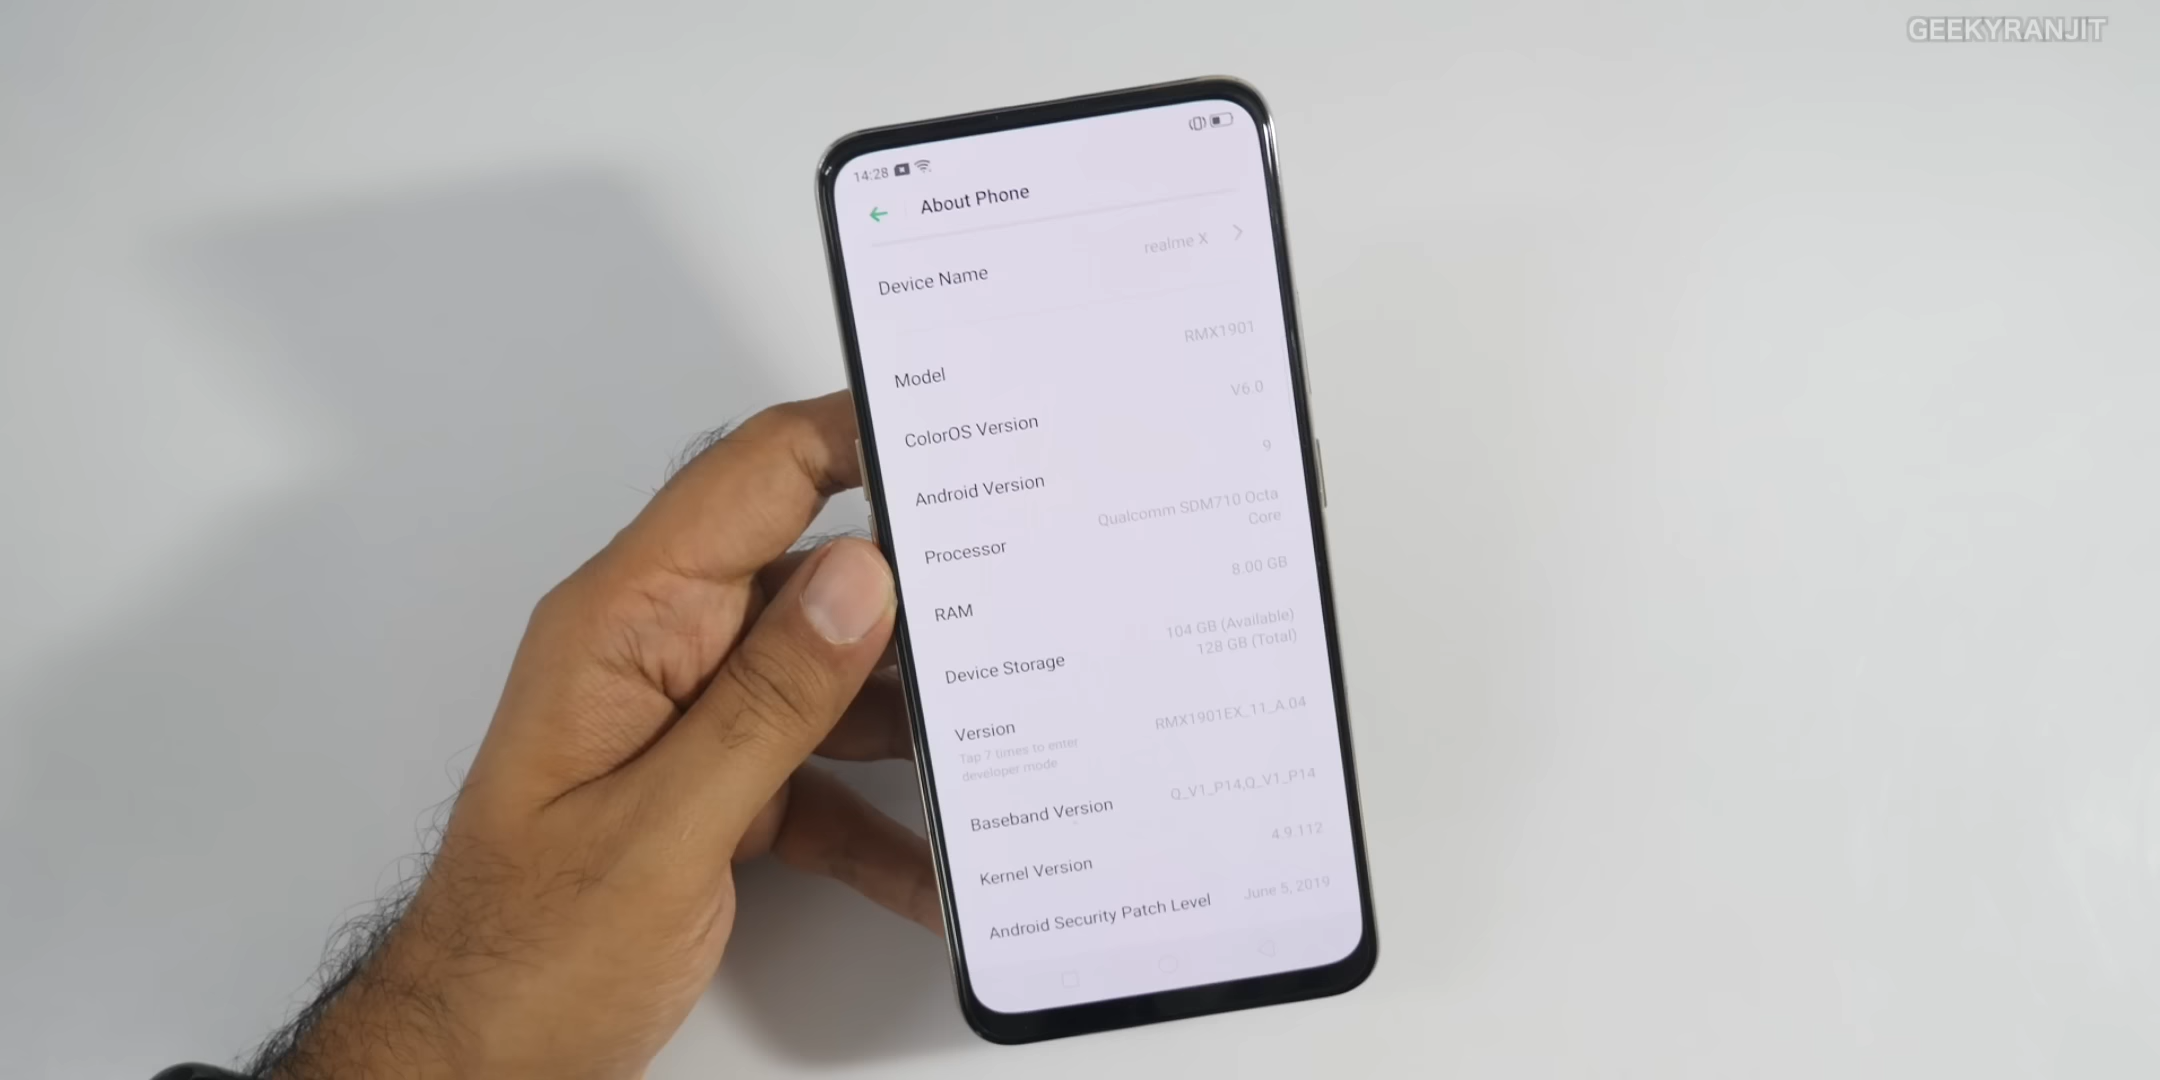 GEEKYRANJIT
14:28
About Phone
Device Name
realme X
Model
RMX1901
ColorOS Version
V6.0
Android Version
9
Processor
Qualcomm SDM710 Octa
Core
RAM
8.00 GB
Device Storage
104 GB (Available)
128 GB (Total)
Version
RMX1901EX_11_A.04
Tap 7 times to enter
developer mode
Baseband Version
Q_V1_P14,Q_V1_P14
Kernel Version
4.9.112
Android Security Patch Level
June 5, 2019